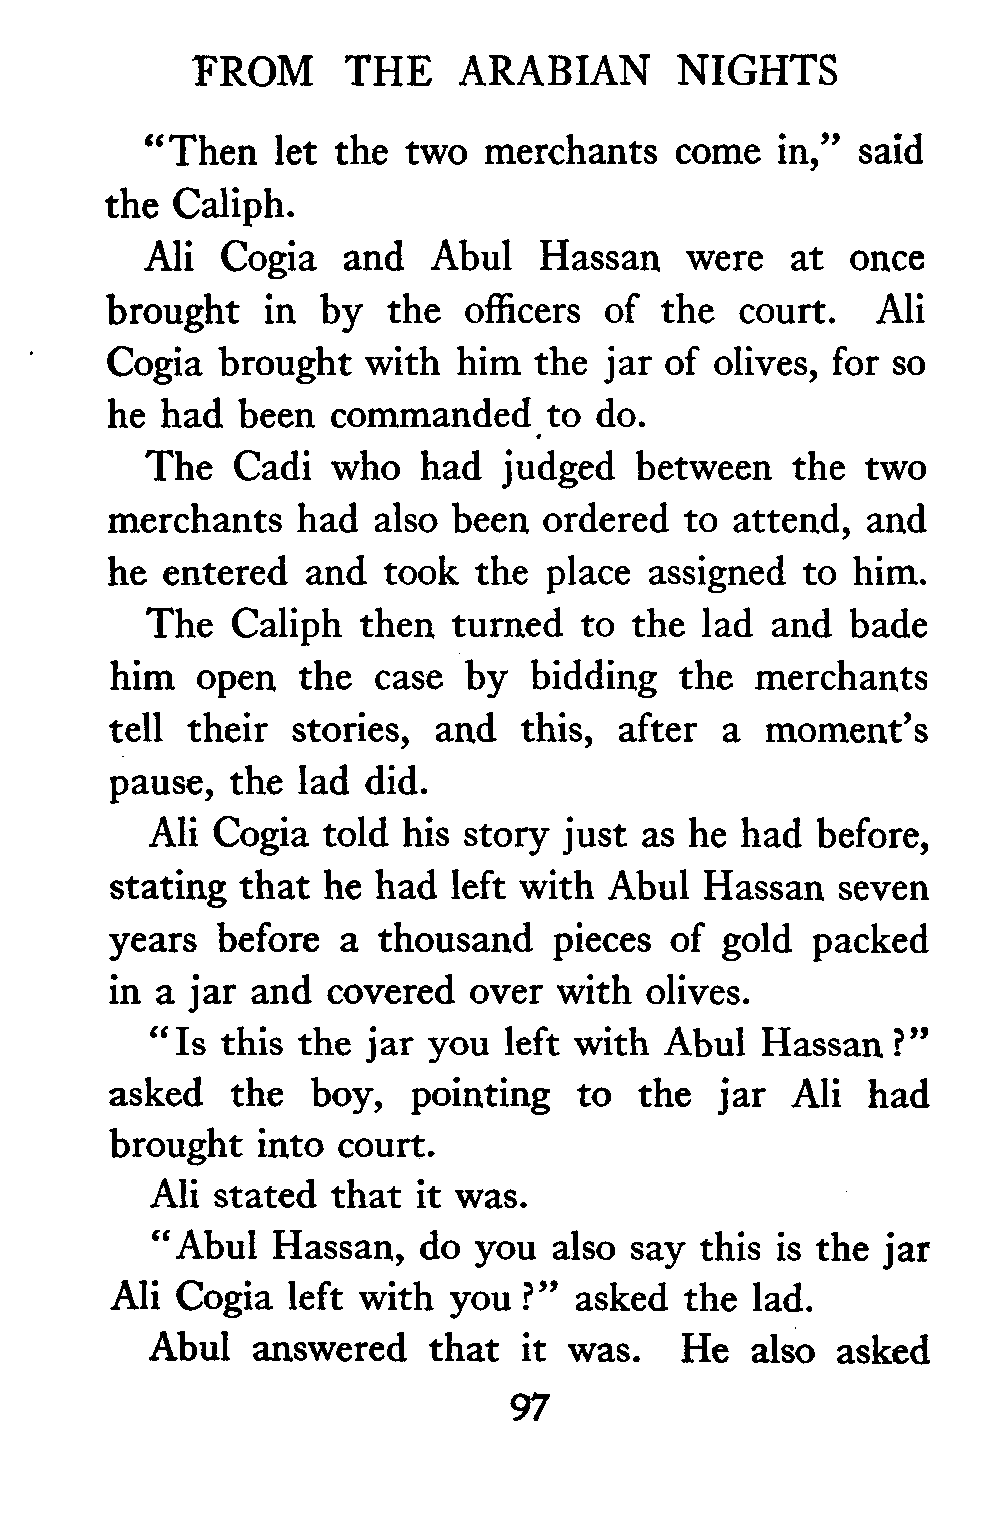 FROM THE ARABIAN NIGHTS
“Then let the two merchants come in,” said
the Caliph.
Ali Cogia and Abul Hassan were at once
brought in by the officers of the court. Ali
Cogia brought with him the jar of olives, for so
he had been commanded to do.
The Cadi who had judged between the two
merchants had also been ordered to attend, and
he entered and took the place assigned to him.
The Caliph then turned to the lad and bade
him open the case by bidding the merchants
tell their stories, and this, after a moment’s
pause, the lad did.
Ali Cogia told his story just as he had before,
stating that he had left with Abul Hassan seven
years before a thousand pieces of gold packed
in a jar and covered over with olives.
“Is this the jar you left with Abul Hassan?”
asked the boy, pointing to the jar Ali had
brought into court.
Ali stated that it was.
“Abul Hassan, do you also say this is the jar
Ali Cogia left with you?” asked the lad.
Abul answered that it was. He also asked
97